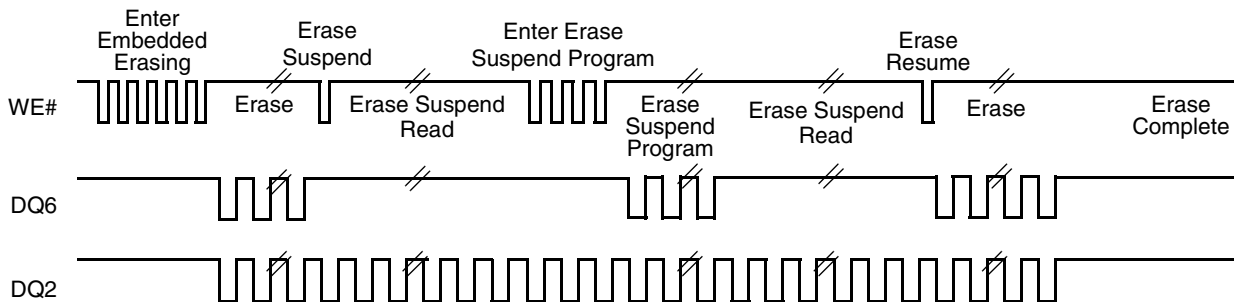 Enter
Embedded
Erasing
Erase
Suspend
Enter Erase
Suspend Program
Erase
Resume
WE#
Erase
Erase Suspend
Read
Erase
Suspend
Program
Erase Suspend
Read
Erase
Erase
Complete
DQ6
DQ2